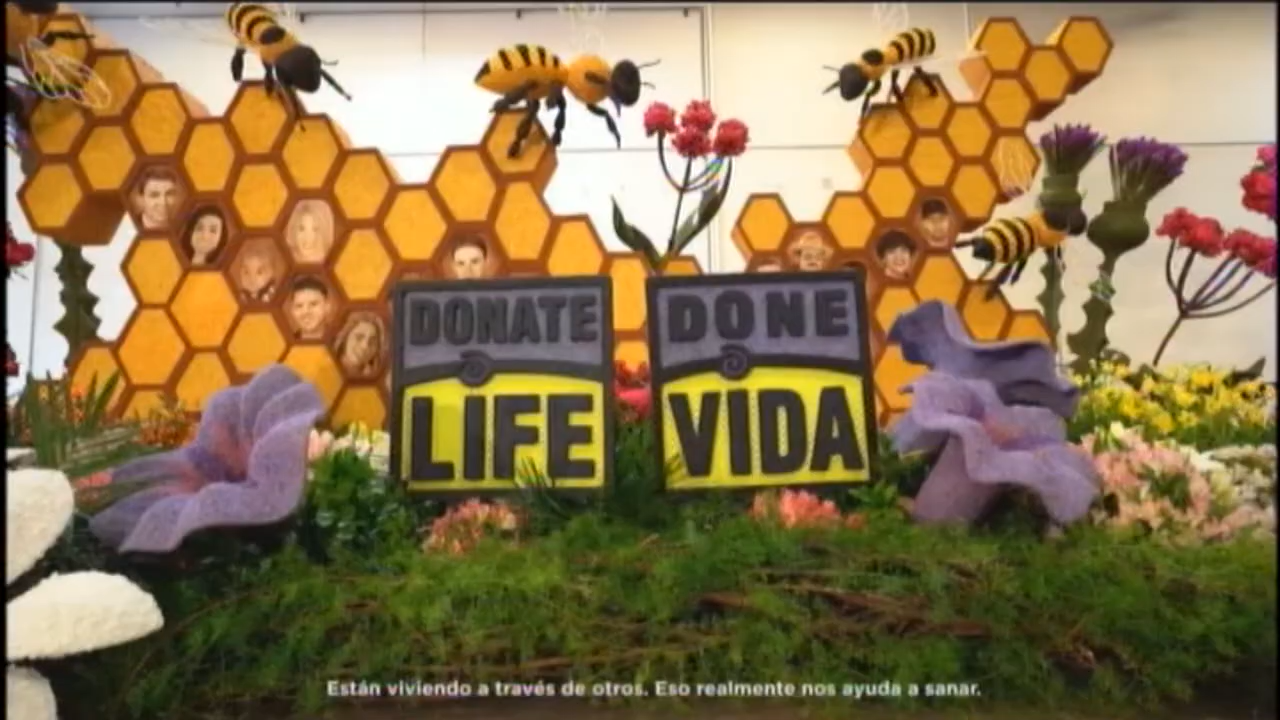 DONATE
LIFE
DONE
VIDA
Están viviendo a través de otros. Eso realmente nos ayuda a sanar.